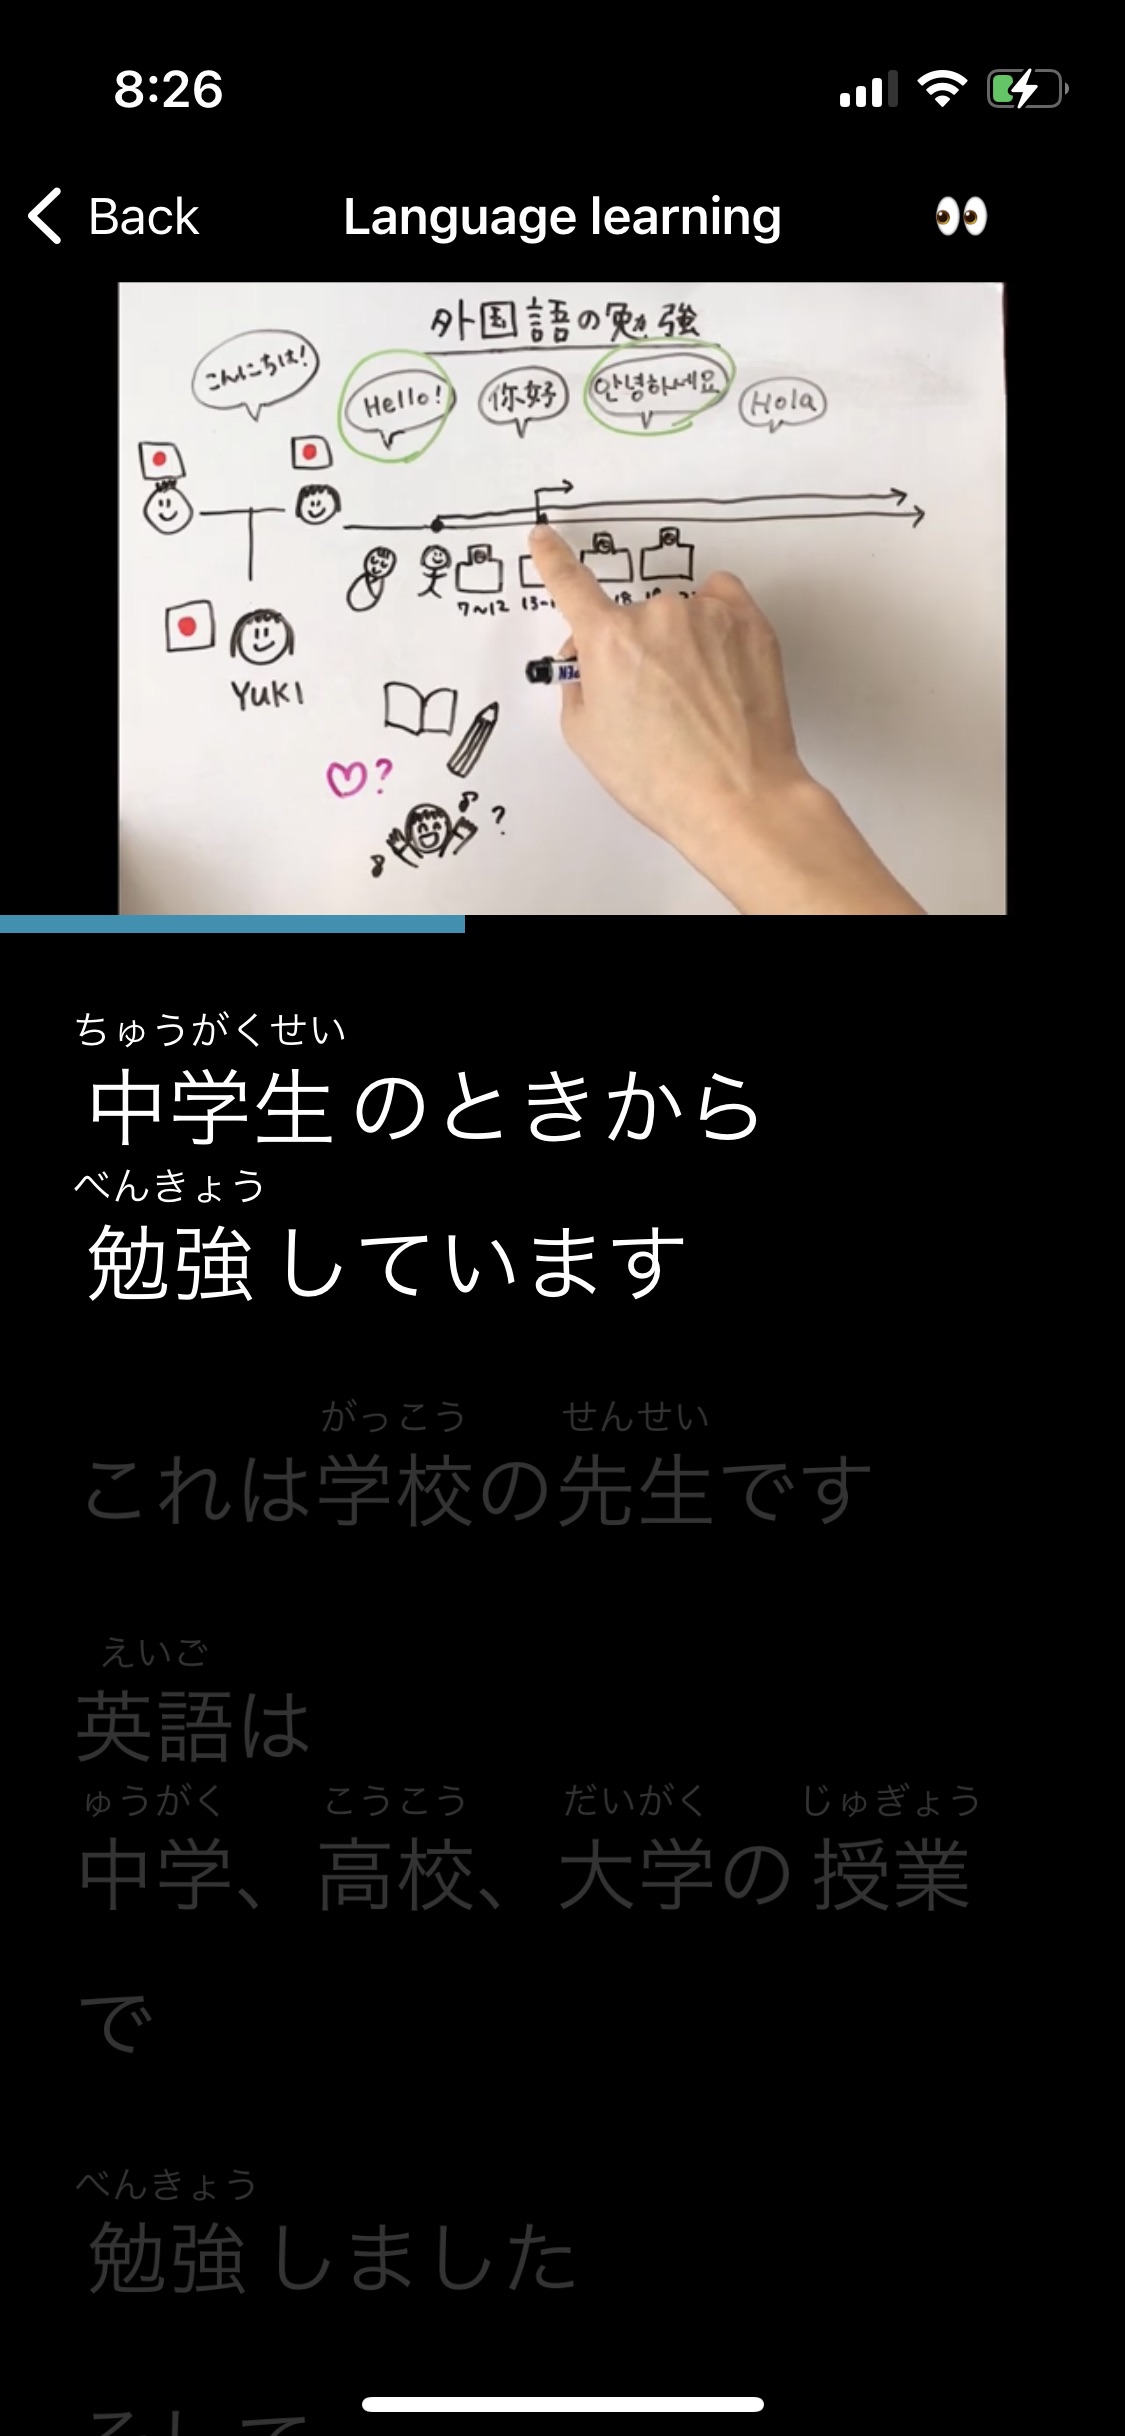 8:26
Back
Language learning
外国語の勉強
こんにちは!
Hello!
你好
안녕하세요
Hola
7~12
YUKI
?
?
PEN
ちゅうがくせい
中学生のときから
べんきょう
勉強しています
がっこう せんせい
これは学校の先生です
えいご
英語は
ゅうがく こうこう だいがく じゅぎょう
中学、高校、大学の授業
で
べんきょう
勉強しました
そして